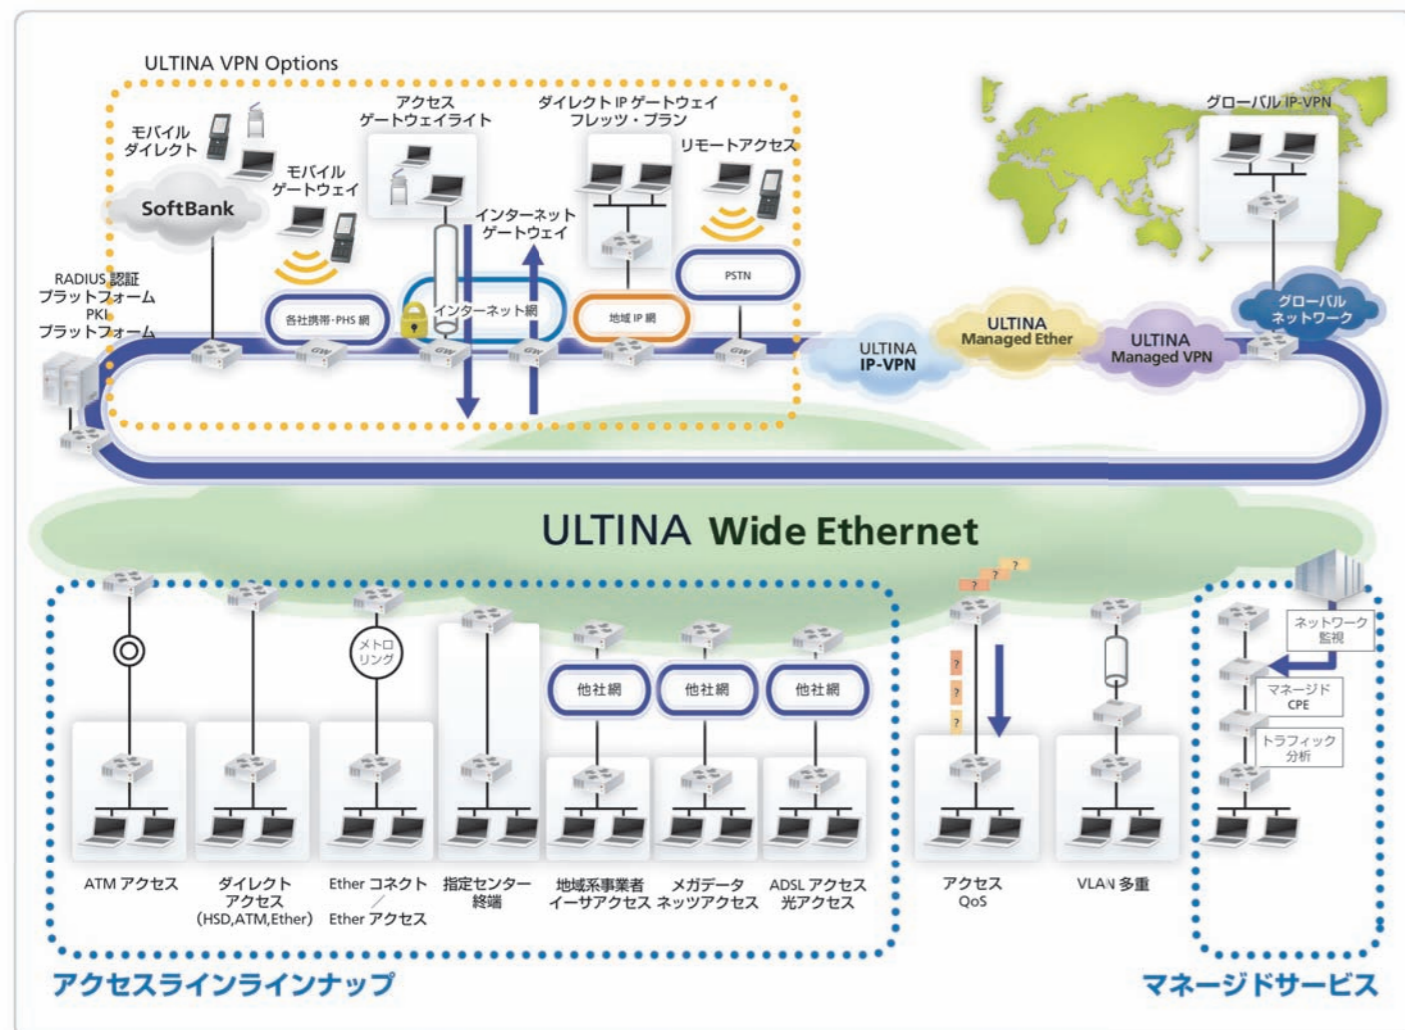 ULTINA VPN Options
モバイル
ダイレクト
SoftBank
モバイル
ゲートウェイ
アクセス
ゲートウェイライト
インターネット
ゲートウェイ
ダイレクト IP ゲートウェイ
フレッツ・プラン
リモートアクセス
グローバル IP-VPN
RADIUS 認証
プラットフォーム
PKI
プラットフォーム
各社携帯・PHS 網
インターネット網
地域 IP 網
PSTN
GW
GW
GW
GW
ULTINA
IP-VPN
ULTINA
Managed Ether
ULTINA
Managed VPN
グローバル
ネットワーク
ULTINA Wide Ethernet
メトロ
リング
他社網
他社網
他社網
?
?
?
?
?
?
ネットワーク
監視
マネージド
CPE
トラフィック
分析
ATM アクセス
ダイレクト
アクセス
(HSD,ATM,Ether)
Ether コネクト
/
Ether アクセス
指定センター
終端
地域系事業者
イーサアクセス
メガデータ
ネッツアクセス
ADSL アクセス
光アクセス
アクセス
QoS
VLAN 多重
アクセスラインラインナップ
マネージドサービス